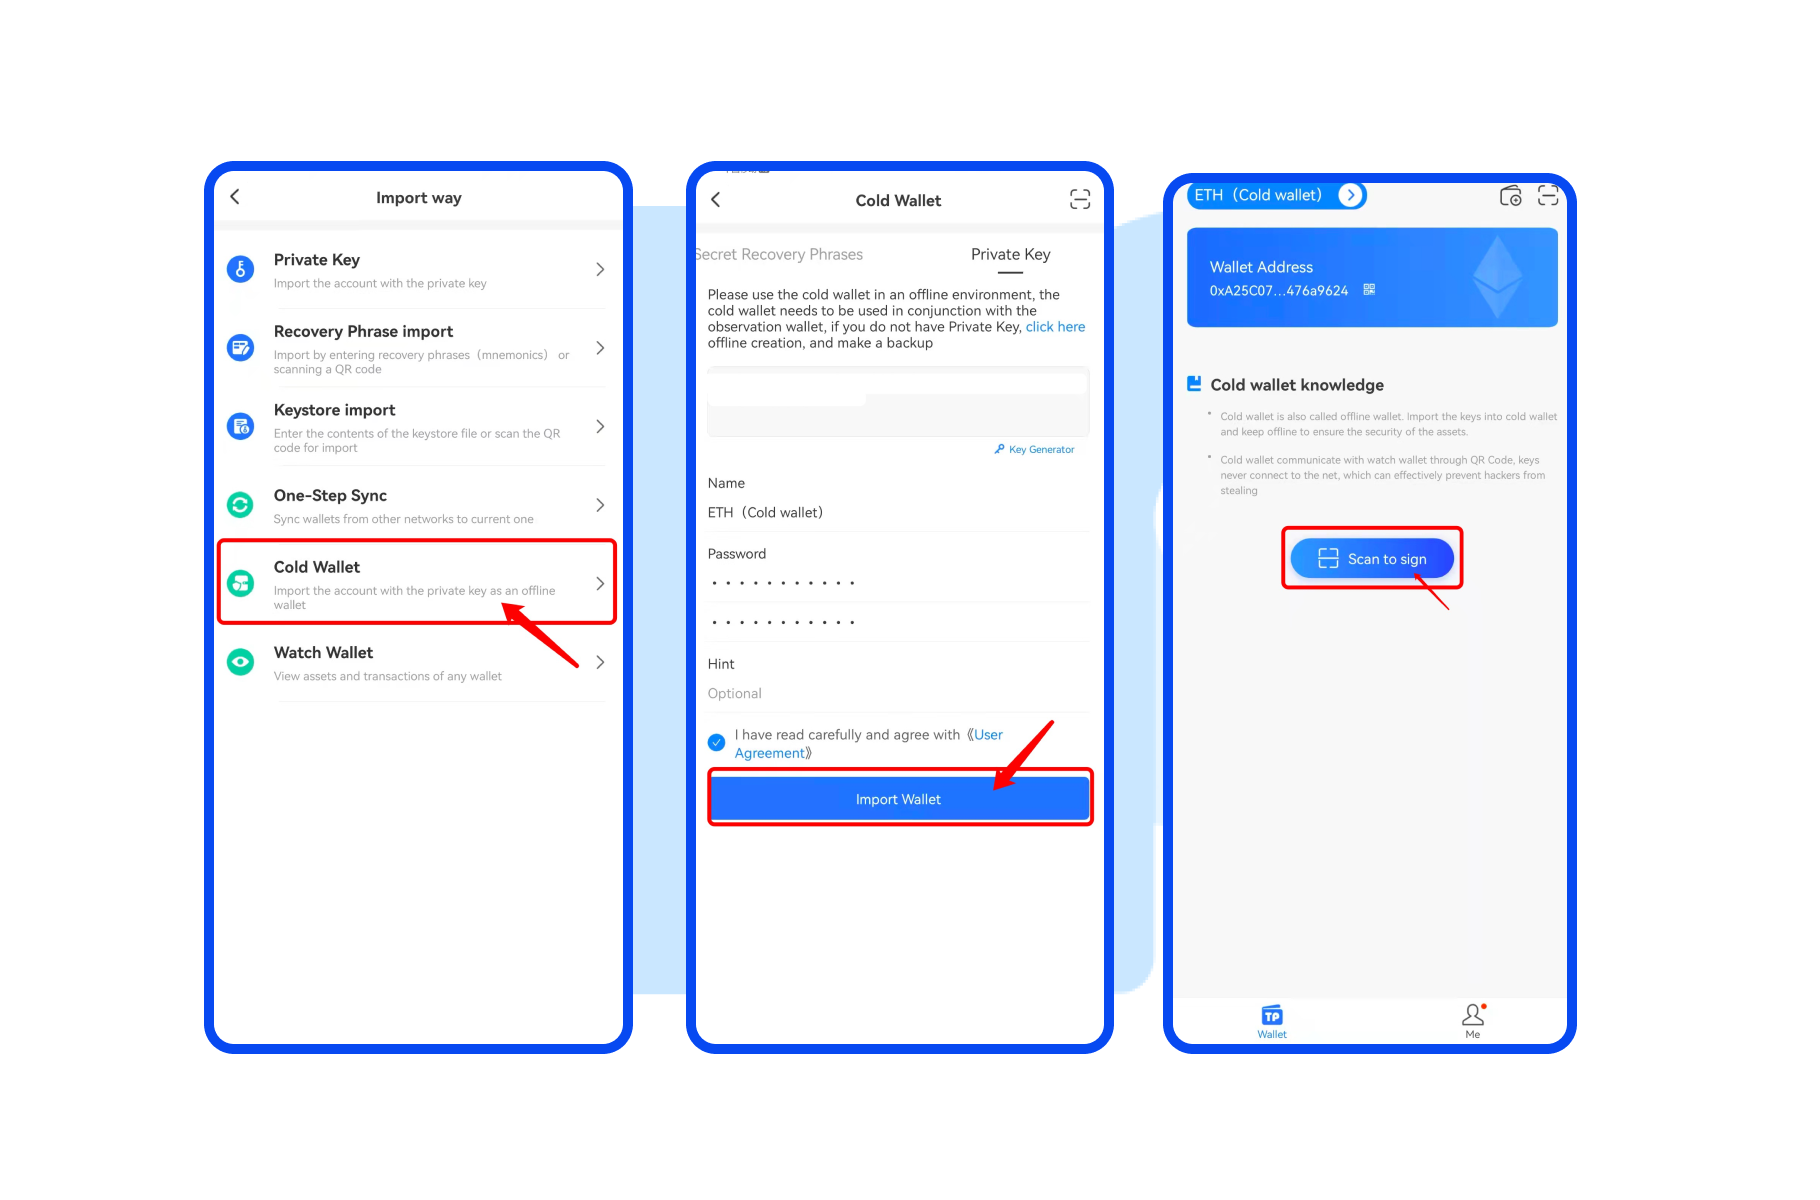 Import way
Private Key
Import the account with the private key
Recovery Phrase import
Import by entering recovery phrases（mnemonics） or
scanning a QR code
Keystore import
Enter the contents of the keystore file or scan the QR
code for import
One-Step Sync
Sync wallets from other networks to current one
Cold Wallet
Import the account with the private key as an offline
wallet
Watch Wallet
View assets and transactions of any wallet
Cold Wallet
Secret Recovery Phrases
Private Key
Please use the cold wallet in an offline environment, the
cold wallet needs to be used in conjunction with the
observation wallet, if you do not have Private Key, click here
offline creation, and make a backup
Key Generator
Name
ETH（Cold wallet）
Password
Hint
Optional
I have read carefully and agree with《User
Agreement》
Import Wallet
ETH（Cold wallet）
Wallet Address
0xA25C07...476a9624
Cold wallet knowledge
Cold wallet is also called offline wallet. Import the keys into cold wallet
and keep offline to ensure the security of the assets.
Cold wallet communicate with watch wallet through QR Code, keys
never connect to the net, which can effectively prevent hackers from
stealing
Scan to sign
TP
Wallet
Me